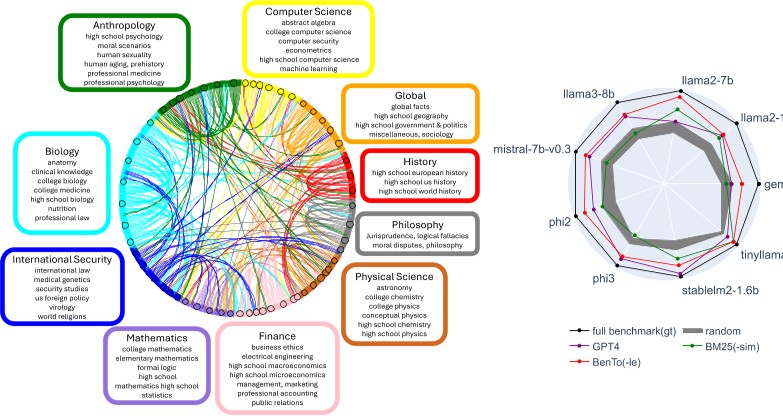 Anthropology
high school psychology
moral scenarios
human sexuality
human aging, prehistory
professional medicine
professional psychology
Computer Science
abstract algebra
college computer science
computer security
econometrics
high school computer science
machine learning
Global
global facts
high school geography
high school government & politics
miscellaneous, sociology
History
high school european history
high school us history
high school world history
Philosophy
Jurisprudence, logical fallacies
moral disputes, philosophy
Physical Science
astronomy
college chemistry
college physics
conceptual physics
high school chemistry
high school physics
Finance
business ethics
electrical engineering
high school macroeconomics
high school microeconomics
management, marketing
professional accounting
public relations
Mathematics
college mathematics
elementary mathematics
formal logic
high school
mathematics high school
statistics
International Security
international law
medical genetics
security studies
us foreign policy
virology
world religions
Biology
anatomy
clinical knowledge
college biology
college medicine
high school biology
nutrition
professional law
llama2-7b
llama3-8b
llama2-1
mistral-7b-v0.3
gem
phi2
tinyllama
phi3
stablelm2-1.6b
full benchmark(gt)
random
GPT4
BM25(-sim)
BenTo(-le)